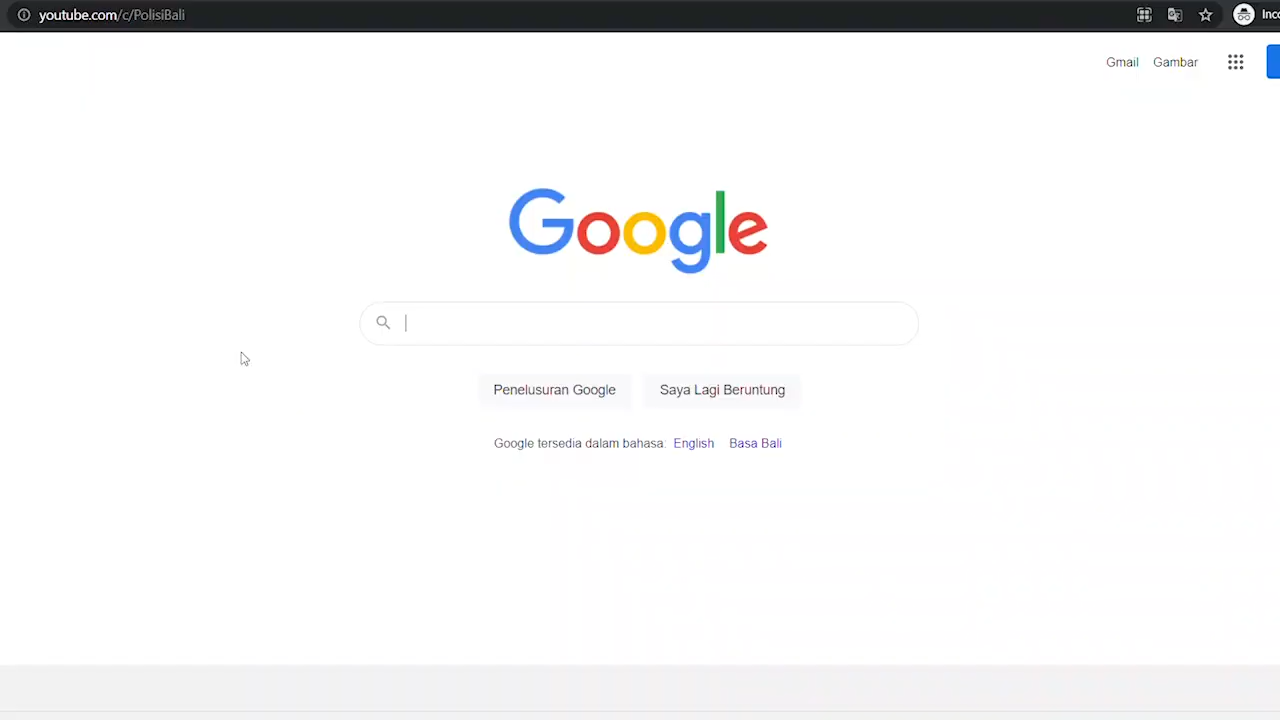 youtube.com/c/PolisiBali
Gmail Gambar
Google
Penelusuran Google Saya Lagi Beruntung
Google tersedia dalam bahasa: English Basa Bali